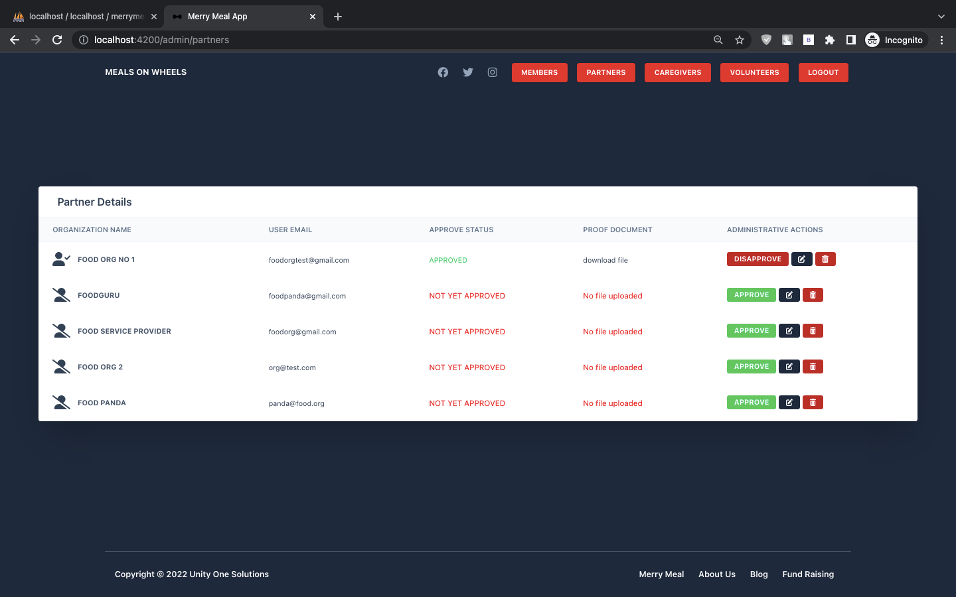 localhost / localhost / merryme
Merry Meal App
localhost:4200/admin/partners
Incognito
MEALS ON WHEELS
MEMBERS
PARTNERS
CAREGIVERS
VOLUNTEERS
LOGOUT
Partner Details
ORGANIZATION NAME USER EMAIL APPROVE STATUS PROOF DOCUMENT ADMINISTRATIVE ACTIONS
FOOD ORG NO 1 foodorgtest@gmail.com APPROVED download file DISAPPROVE
FOODGURU foodpanda@gmail.com NOT YET APPROVED No file uploaded APPROVE
FOOD SERVICE PROVIDER foodorg@gmail.com NOT YET APPROVED No file uploaded APPROVE
FOOD ORG 2 org@test.com NOT YET APPROVED No file uploaded APPROVE
FOOD PANDA panda@food.org NOT YET APPROVED No file uploaded APPROVE
Copyright © 2022 Unity One Solutions
Merry Meal About Us Blog Fund Raising